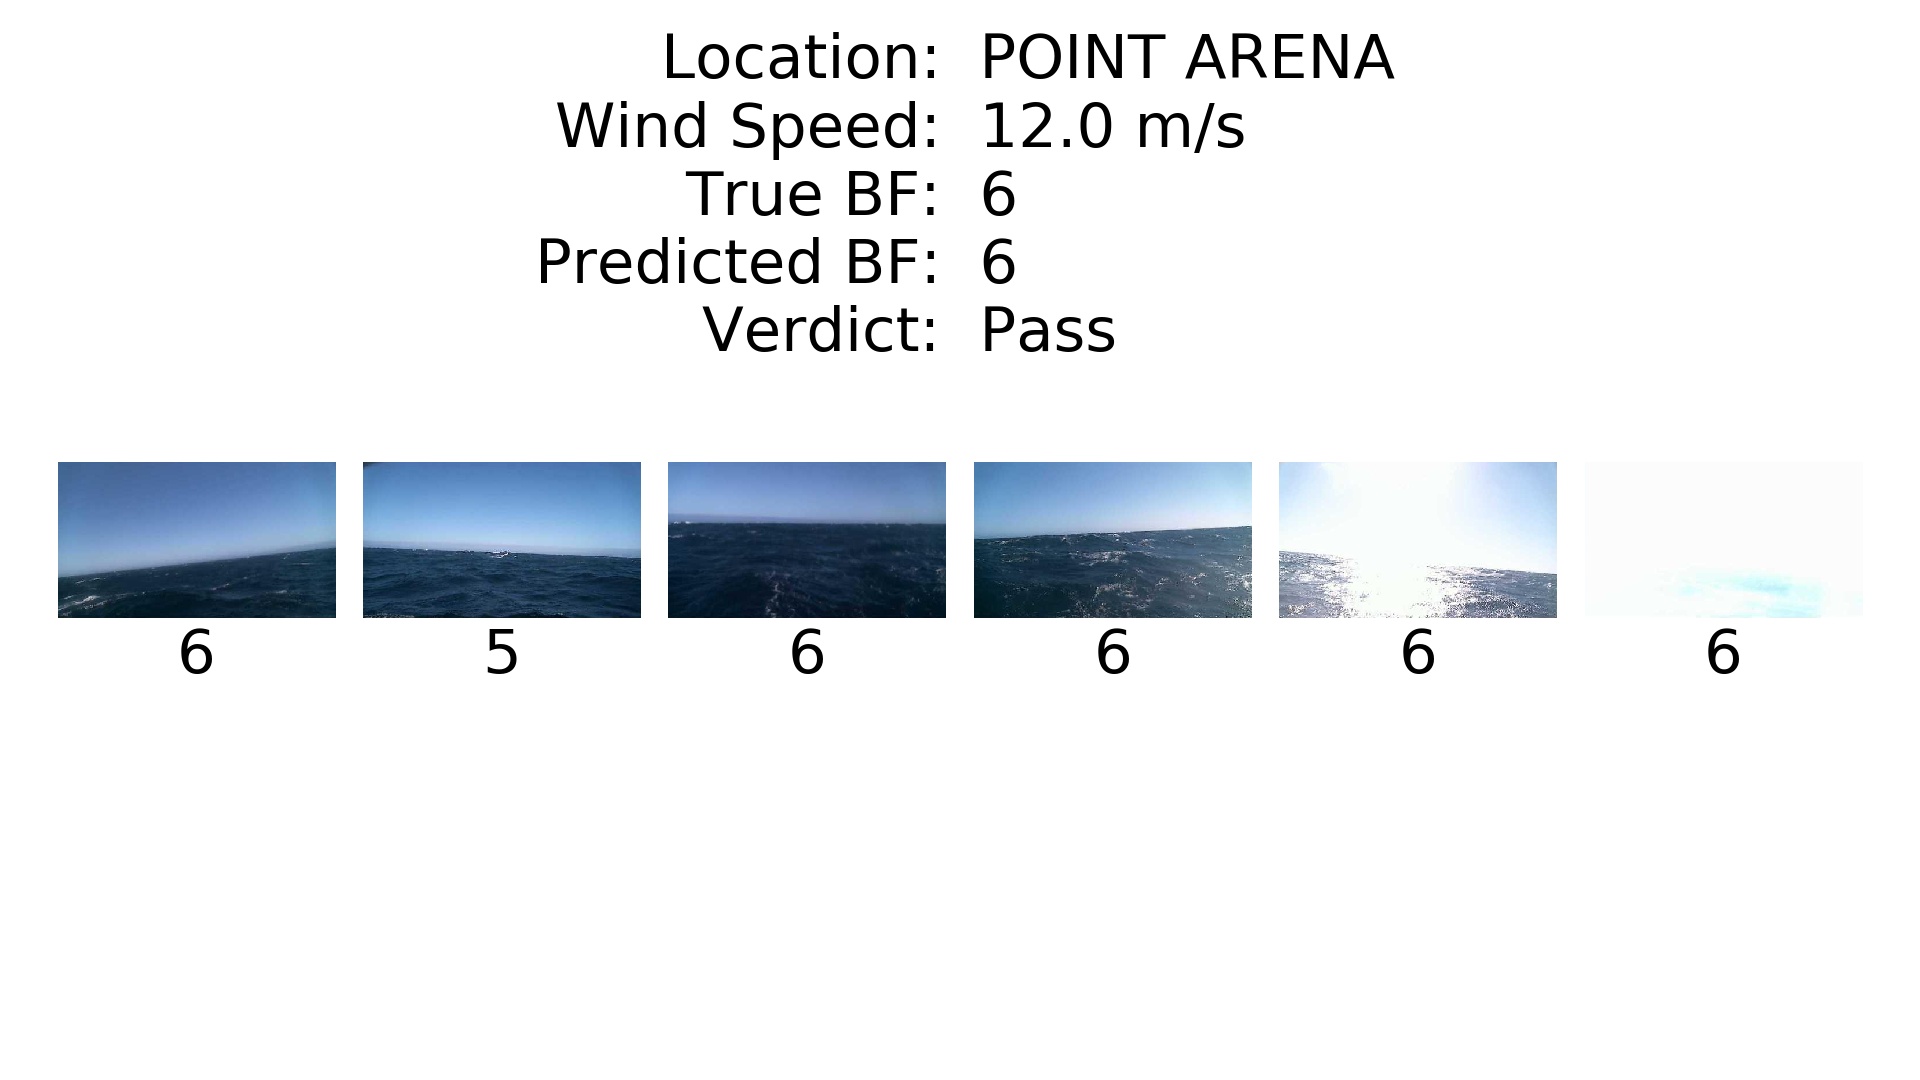 Location: POINT ARENA
Wind Speed: 12.0 m/s
True BF: 6
Predicted BF: 6
Verdict: Pass
6 5 6 6 6 6